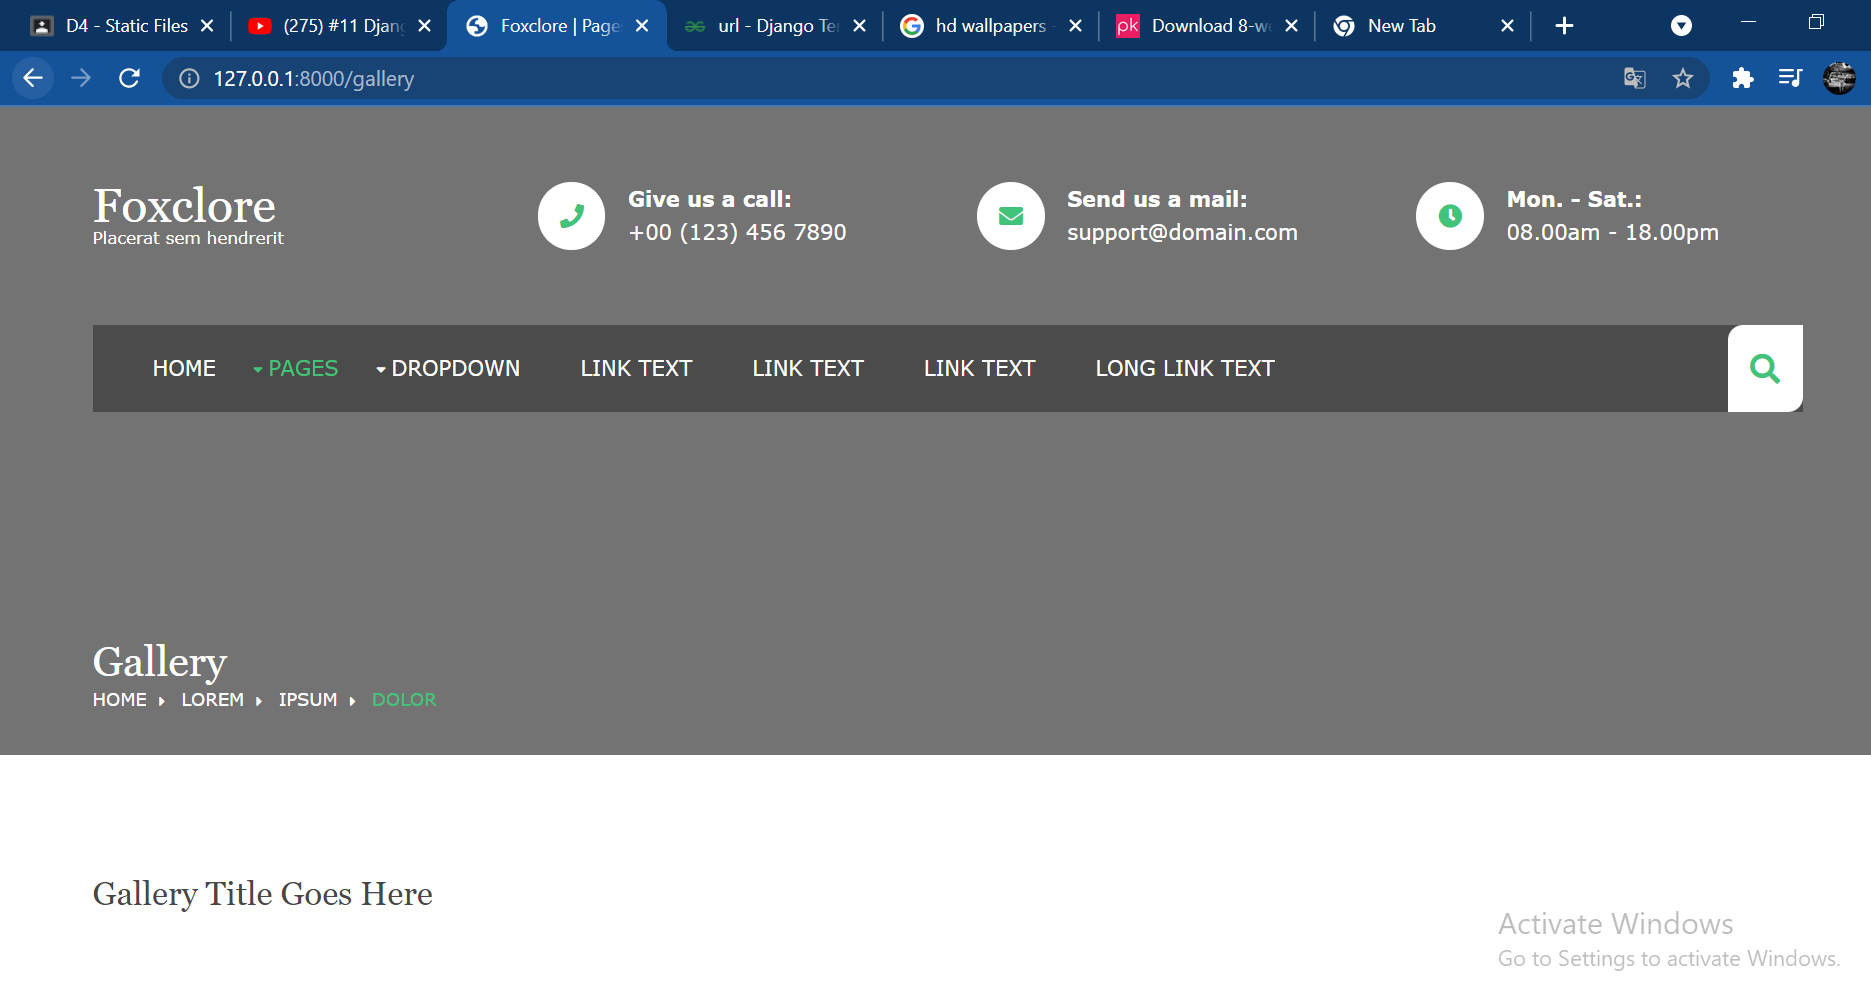 D4 - Static Files
(275) #11 Djang
Foxclore | Page
url - Django Te
hd wallpapers -
pk Download 8-w
New Tab
127.0.0.1:8000/gallery
Foxclore
Placerat sem hendrerit
Give us a call:
+00 (123) 456 7890
Send us a mail:
support@domain.com
Mon. - Sat.:
08.00am - 18.00pm
HOME PAGES DROPDOWN LINK TEXT LINK TEXT LINK TEXT LONG LINK TEXT
Gallery
HOME LOREM IPSUM DOLOR
Gallery Title Goes Here
Activate Windows
Go to Settings to activate Windows.